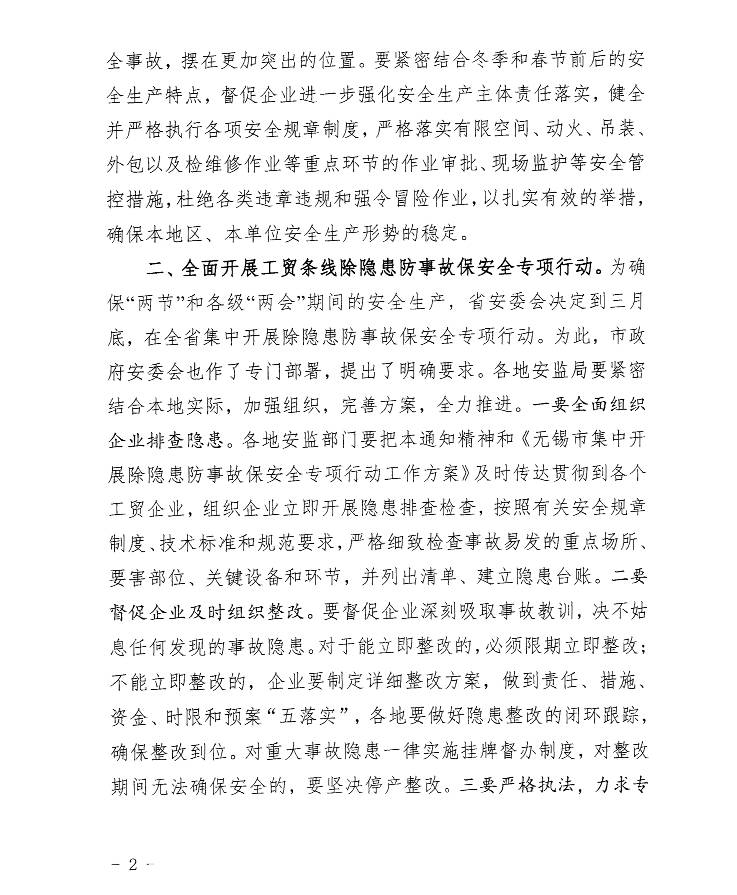 全事故，摆在更加突出的位置。要紧密结合冬季和春节前后的安
全生产特点，督促企业进一步强化安全生产主体责任落实，健全
并严格执行各项安全规章制度，严格落实有限空间、动火、吊装、
外包以及检维修作业等重点环节的作业审批、现场监护等安全管
控措施，杜绝各类违章违规和强令冒险作业，以扎实有效的举措，
确保本地区、本单位安全生产形势的稳定。
二、全面开展工贸条线除隐患防事故保安全专项行动。为确
保“两节”和各级“两会”期间的安全生产，省安委会决定到三月
底，在全省集中开展除隐患防事故保安全专项行动。为此，市政
府安委会也作了专门部署，提出了明确要求。各地安监局要紧密
结合本地实际，加强组织，完善方案，全力推进。一要全面组织
企业排查隐患。各地安监部门要把本通知精神和《无锡市集中开
展除隐患防事故保安全专项行动工作方案》及时传达贯彻到各个
工贸企业，组织企业立即开展隐患排查检查，按照有关安全规章
制度、技术标准和规范要求，严格细致检查事故易发的重点场所、
要害部位、关键设备和环节，并列出清单、建立隐患台账。二要
督促企业及时组织整改。要督促企业深刻吸取事故教训，决不姑
息任何发现的事故隐患。对于能立即整改的，必须限期立即整改；
不能立即整改的，企业要制定详细整改方案，做到责任、措施、
资金、时限和预案“五落实”，各地要做好隐患整改的闭环跟踪，
确保整改到位。对重大事故隐患一律实施挂牌督办制度，对整改
期间无法确保安全的，要坚决停产整改。三要严格执法，力求专
- 2 -